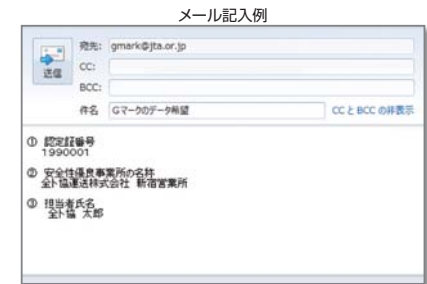 メール記入例
宛先: gmark@jta.or.jp
送信
CC:
BCC:
件名 Gマークのデータ希望 CC と BCC の非表示
① 認定証番号
1990001
② 安全性優良事業所の名称
全ト協運送株式会社 新宿営業所
③ 担当者氏名
全ト協 太郎